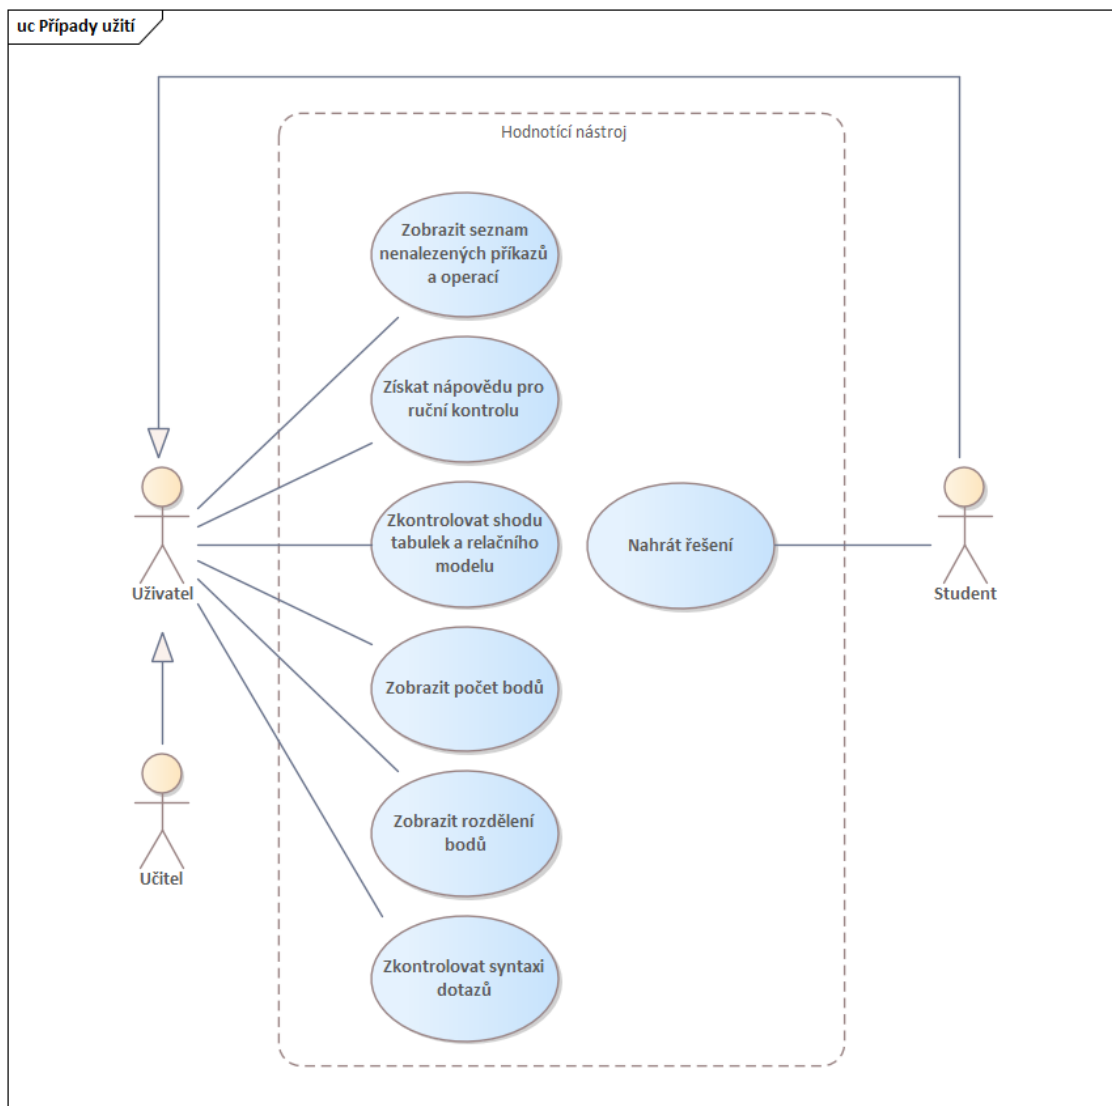 uc Případy užití
Hodnotící nástroj
Zobrazit seznam
nenalezených příkazů
a operací
Získat nápovědu pro
ruční kontrolu
Zkontrolovat shodu
tabulek a relačního
modelu
Nahrát řešení
Uživatel
Student
Zobrazit počet bodů
Zobrazit rozdělení
bodů
Učitel
Zkontrolovat syntaxi
dotazů